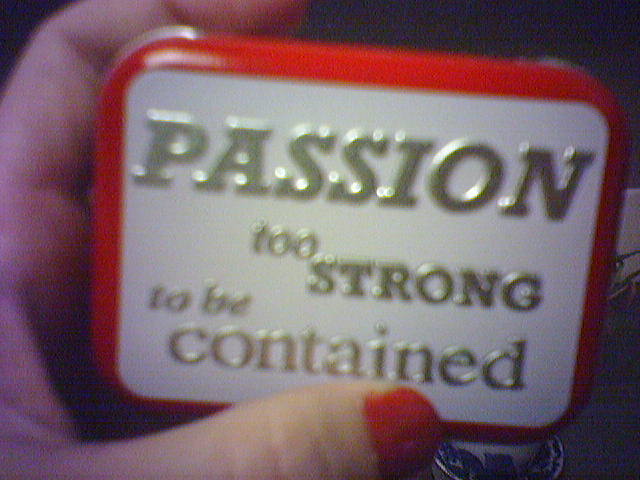 PASSION
too
STRONG
to be
contained